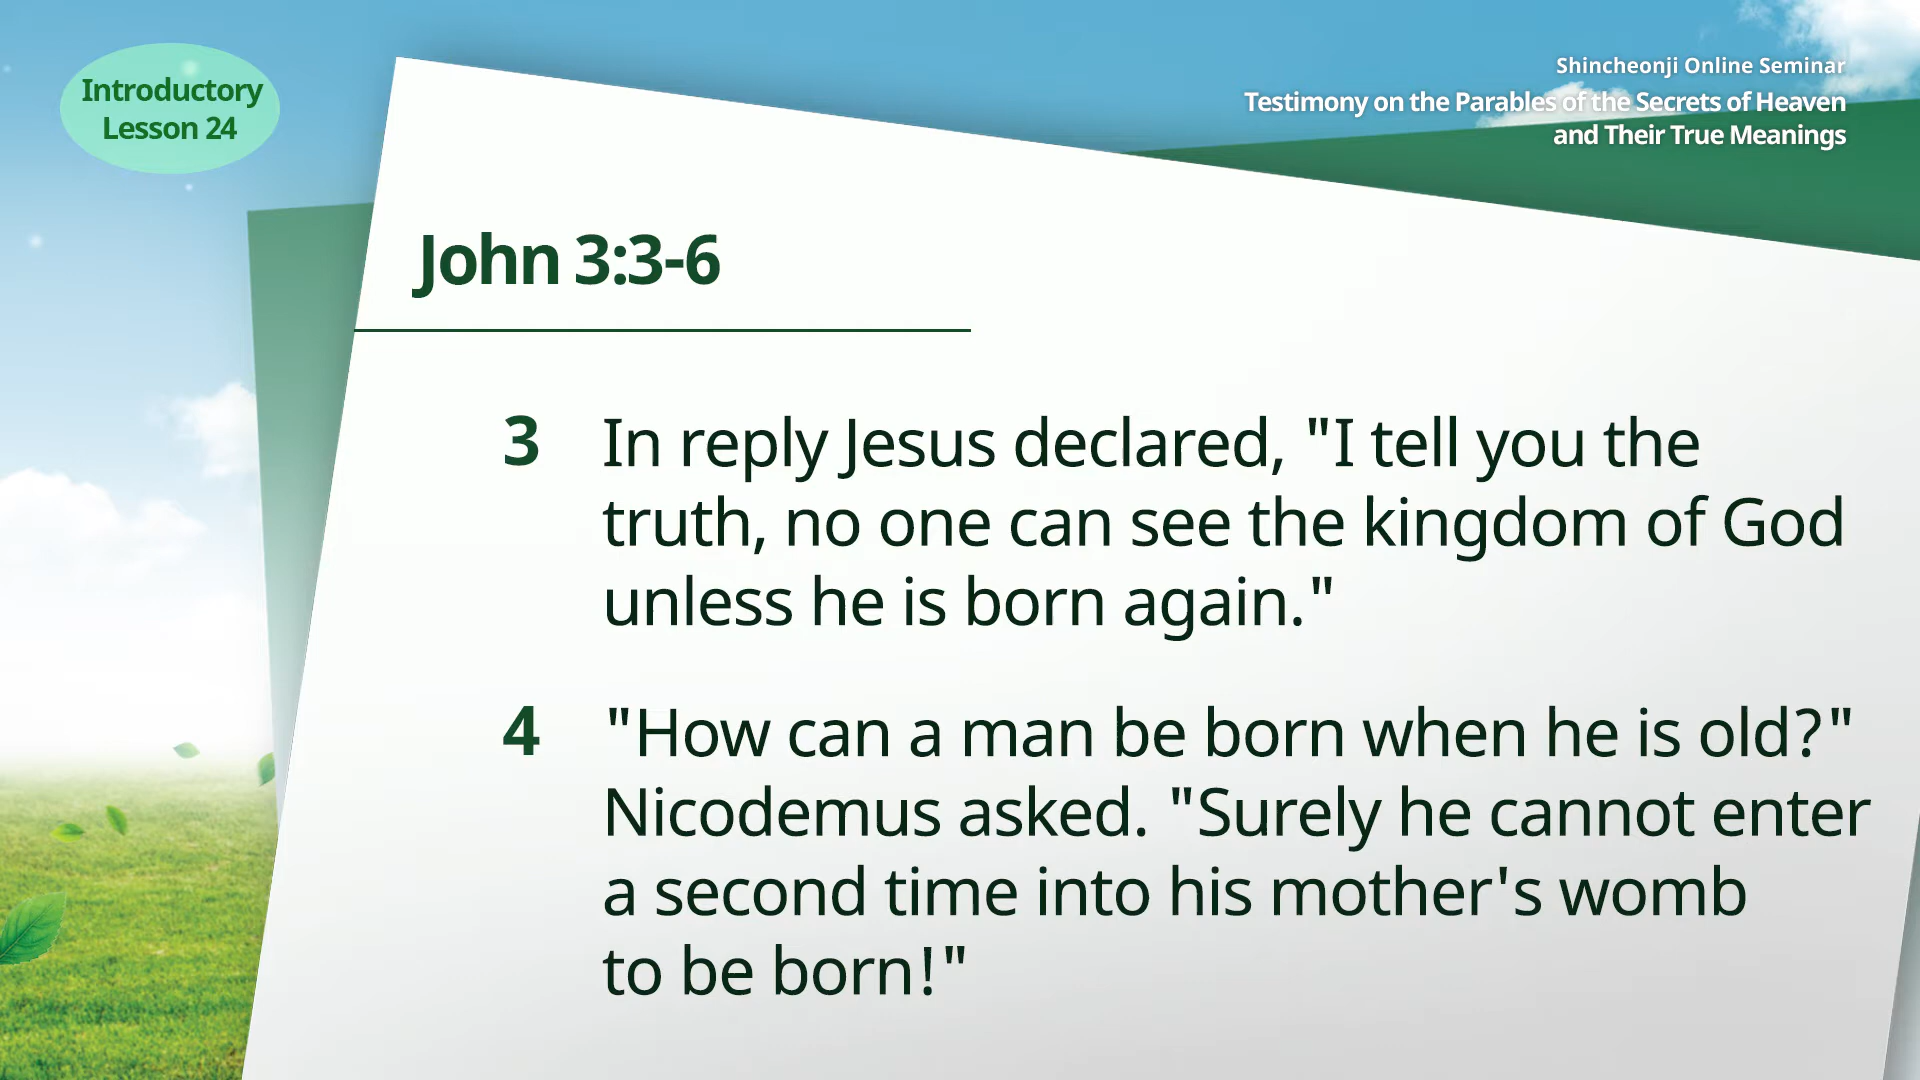 Introductory
Lesson 24
Shincheonji Online Seminar
Testimony on the Parables of the Secrets of Heaven
and Their True Meanings
John 3:3-6
3 In reply Jesus declared, "I tell you the
truth, no one can see the kingdom of God
unless he is born again."
4 "How can a man be born when he is old?"
Nicodemus asked. "Surely he cannot enter
a second time into his mother's womb
to be born!"